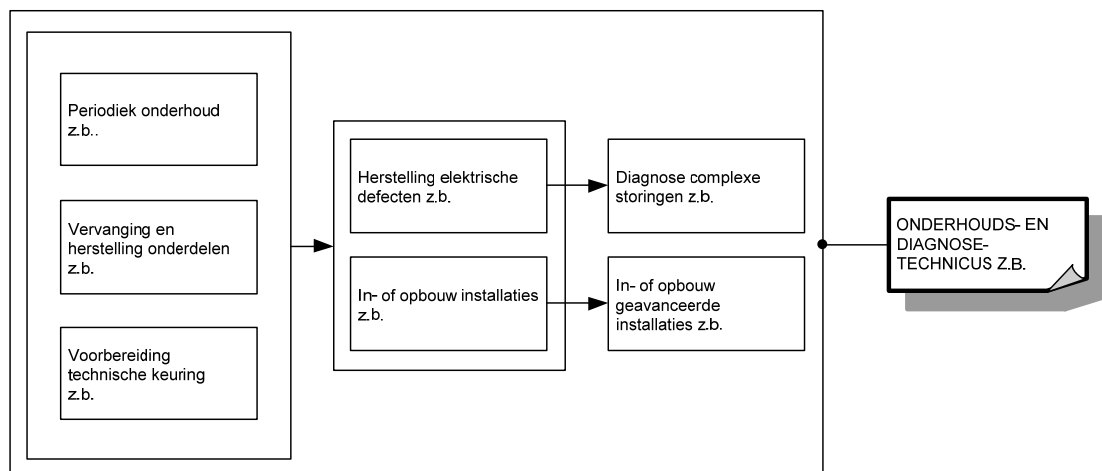 Periodiek onderhoud
z.b..
Vervanging en
herstelling onderdelen
z.b.
Voorbereiding
technische keuring
z.b.
Herstelling elektrische
defecten z.b.
In- of opbouw installaties
z.b.
Diagnose complexe
storingen z.b.
In- of opbouw
geavanceerde
installaties z.b.
ONDERHOUDS- EN
DIAGNOSE-
TECHNICUS Z.B.